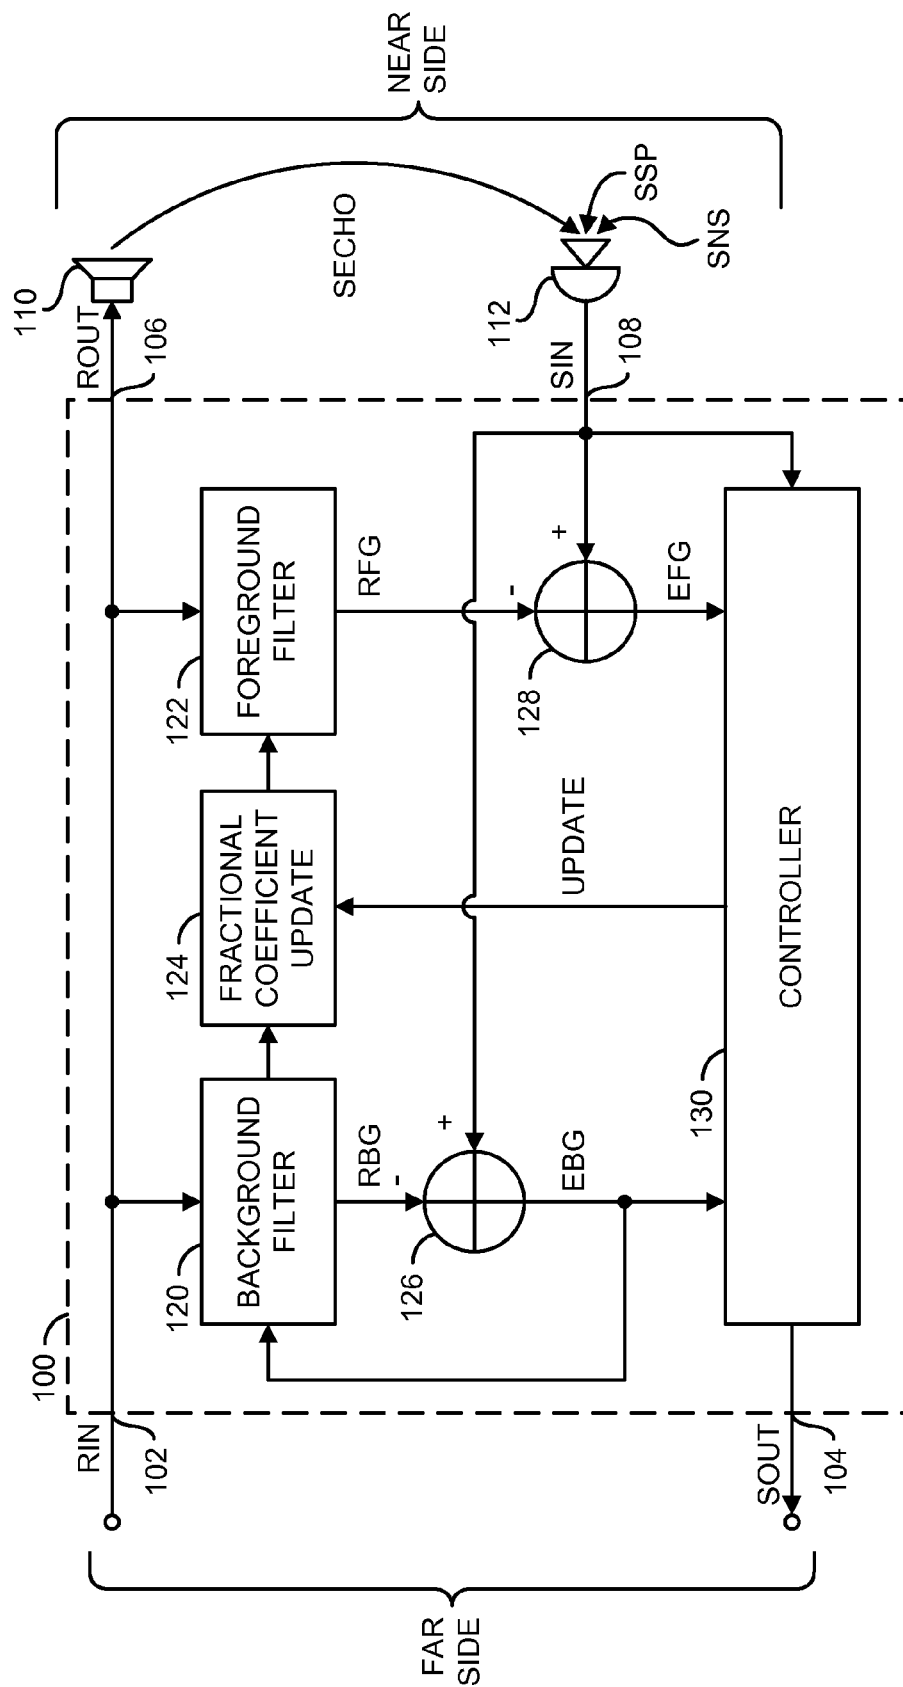 100
FAR
SIDE
RIN
102
SOUT
104
120
BACKGROUND
FILTER
RBG
-
+
126
EBG
124
FRACTIONAL
COEFFICIENT
UPDATE
UPDATE
122
FOREGROUND
FILTER
RFG
-
+
128
EFG
130
CONTROLLER
ROUT
106
110
SECHO
SIN
108
112
SSP
SNS
NEAR
SIDE